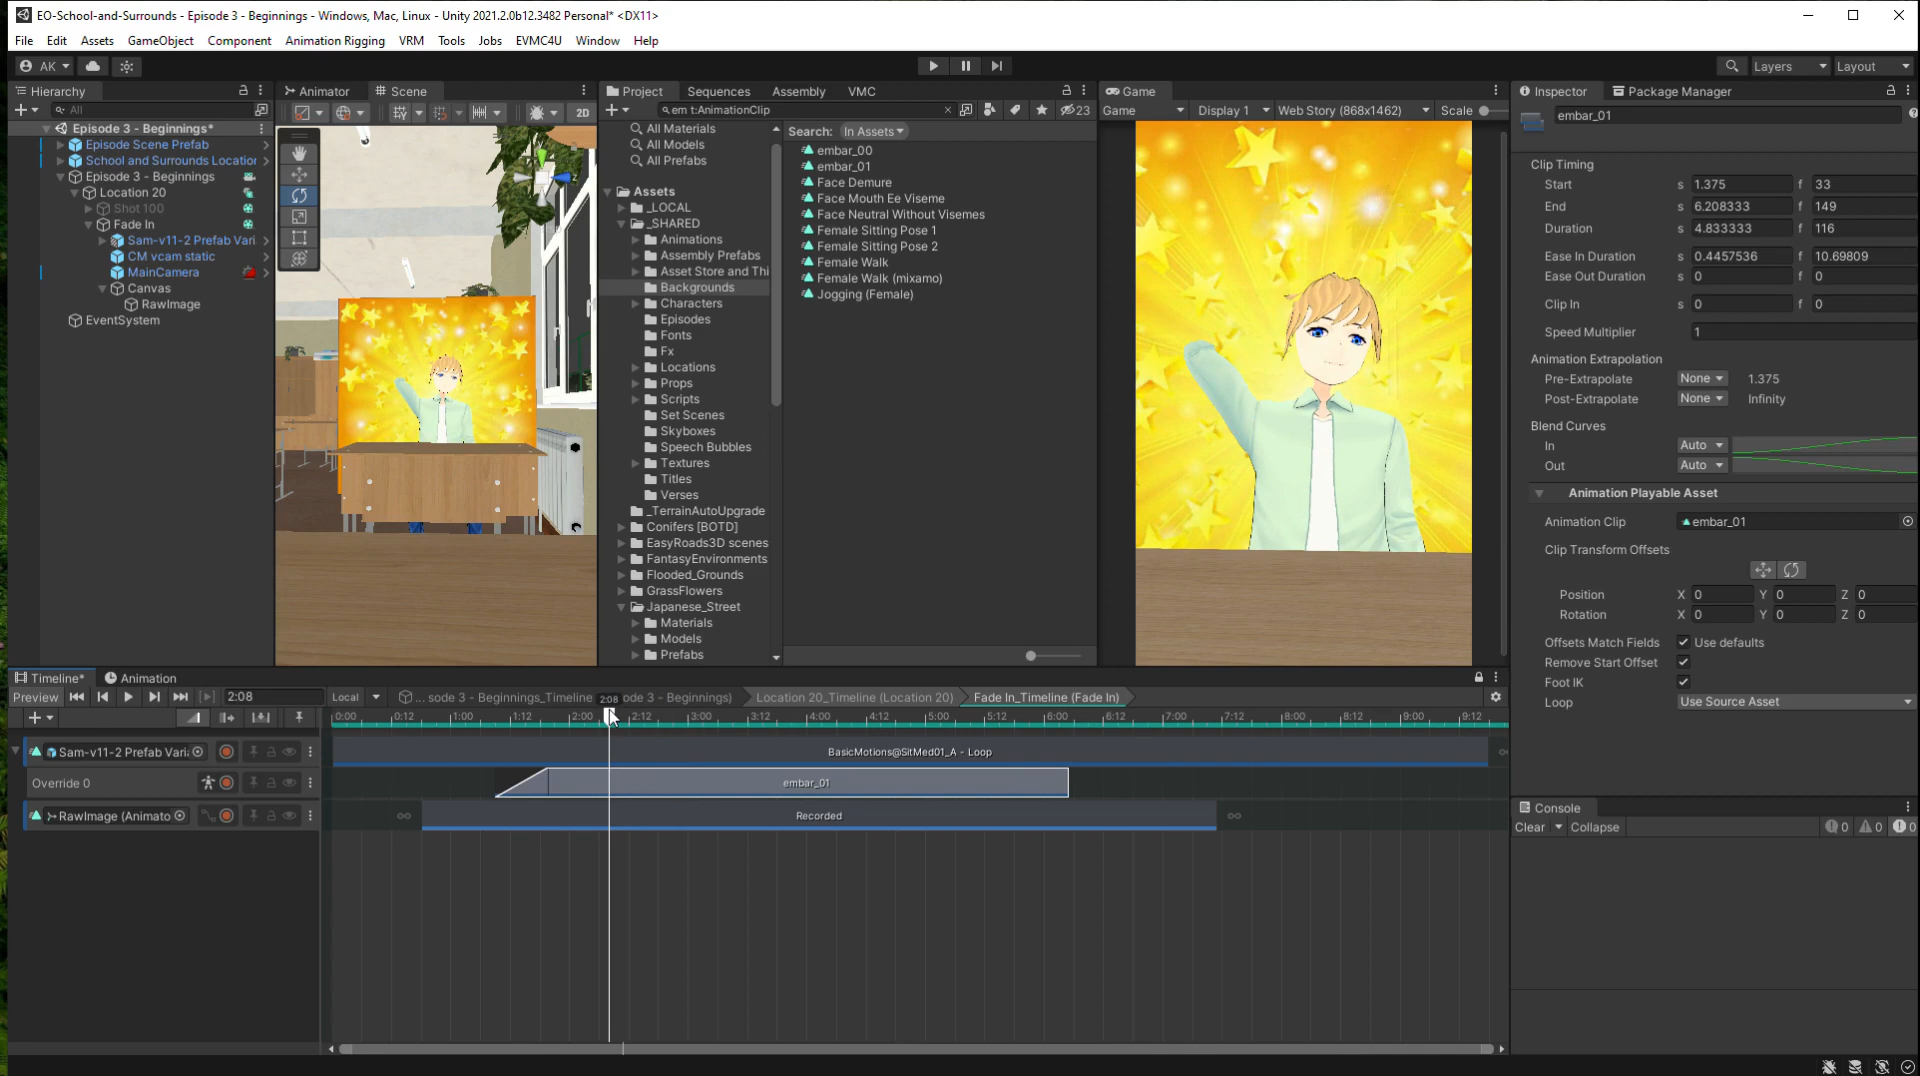 EO-School-and-Surrounds - Episode 3 - Beginnings - Windows, Mac, Linux - Unity 2021.2.0b12.3482 Personal* <DX11>
File Edit Assets GameObject Component Animation Rigging VRM Tools Jobs EVMC4U Window Help
AK Layers Layout
Hierarchy
All
Episode 3 - Beginnings*
Episode Scene Prefab
School and Surrounds Location
Episode 3 - Beginnings
Location 20
Shot 100
Fade In
Sam-v11-2 Prefab Vari
CM vcam static
MainCamera
Canvas
RawImage
EventSystem
Animator Scene
2D
Project Sequences Assembly VMC
em t:AnimationClip
23
All Materials
All Models
All Prefabs
Assets
_LOCAL
_SHARED
Animations
Assembly Prefabs
Asset Store and Thi
Backgrounds
Characters
Episodes
Fonts
Fx
Locations
Props
Scripts
Set Scenes
Skyboxes
Speech Bubbles
Textures
Titles
Verses
_TerrainAutoUpgrade
Conifers [BOTD]
EasyRoads3D scenes
FantasyEnvironments
Flooded_Grounds
GrassFlowers
Japanese_Street
Materials
Models
Prefabs
Search: In Assets
embar_00
embar_01
Face Demure
Face Mouth Ee Viseme
Face Neutral Without Visemes
Female Sitting Pose 1
Female Sitting Pose 2
Female Walk
Female Walk (mixamo)
Jogging (Female)
Game
Game Display 1 Web Story (868x1462) Scale
Inspector Package Manager
embar_01
Clip Timing
Start s 1.375 f 33
End s 6.208333 f 149
Duration s 4.833333 f 116
Ease In Duration s 0.4457536 f 10.69809
Ease Out Duration s 0 f 0
Clip In s 0 f 0
Speed Multiplier 1
Animation Extrapolation
Pre-Extrapolate None 1.375
Post-Extrapolate None Infinity
Blend Curves
In Auto
Out Auto
Animation Playable Asset
Animation Clip embar_01
Clip Transform Offsets
Position X 0 Y 0 Z 0
Rotation X 0 Y 0 Z 0
Offsets Match Fields Use defaults
Remove Start Offset
Foot IK
Loop Use Source Asset
Timeline* Animation
Preview 2:08 Local ... sode 3 - Beginnings_Timeline 2:08 ode 3 - Beginnings) Location 20_Timeline (Location 20) Fade In_Timeline (Fade In)
0:00 0:12 1:00 1:12 2:00 2:12 3:00 3:12 4:00 4:12 5:00 5:12 6:00 6:12 7:00 7:12 8:00 8:12 9:00 9:12
Sam-v11-2 Prefab Varia BasicMotions@SitMed01_A - Loop
Override 0 embar_01
RawImage (Animato Recorded
Console
Clear Collapse 0 0 0